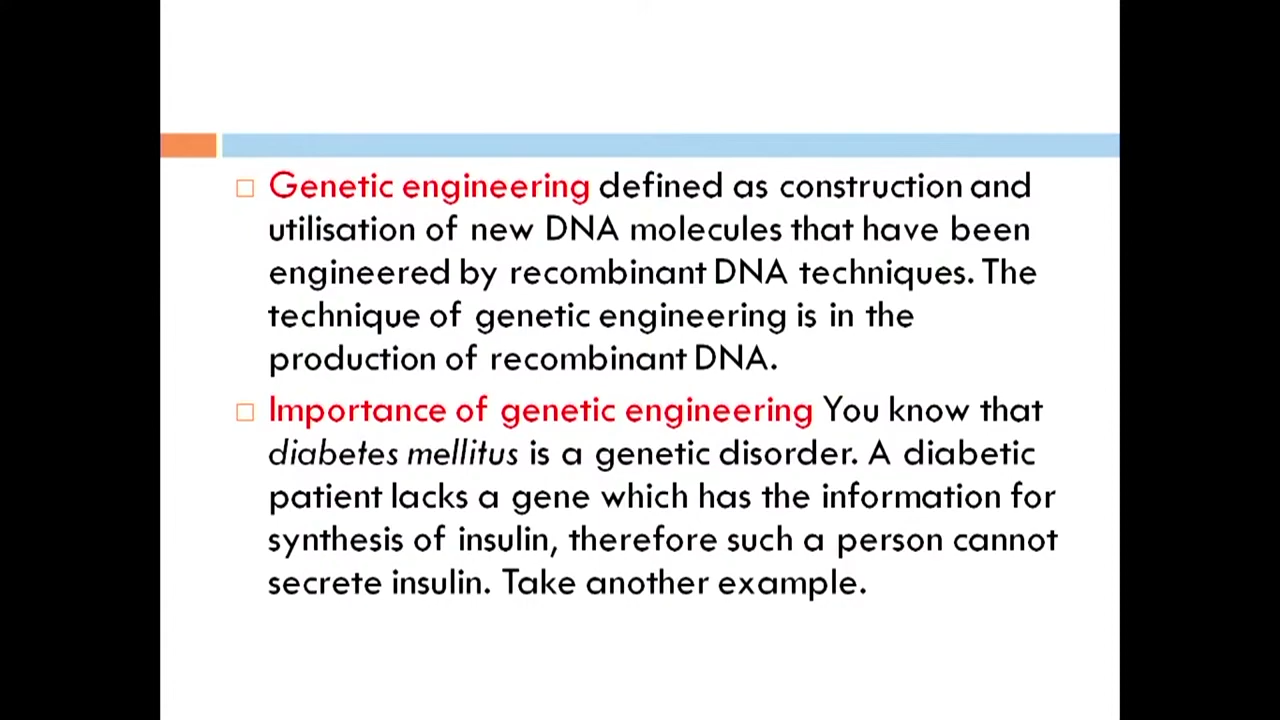 Genetic engineering defined as construction and
utilisation of new DNA molecules that have been
engineered by recombinant DNA techniques. The
technique of genetic engineering is in the
production of recombinant DNA.
Importance of genetic engineering You know that
diabetes mellitus is a genetic disorder. A diabetic
patient lacks a gene which has the information for
synthesis of insulin, therefore such a person cannot
secrete insulin. Take another example.